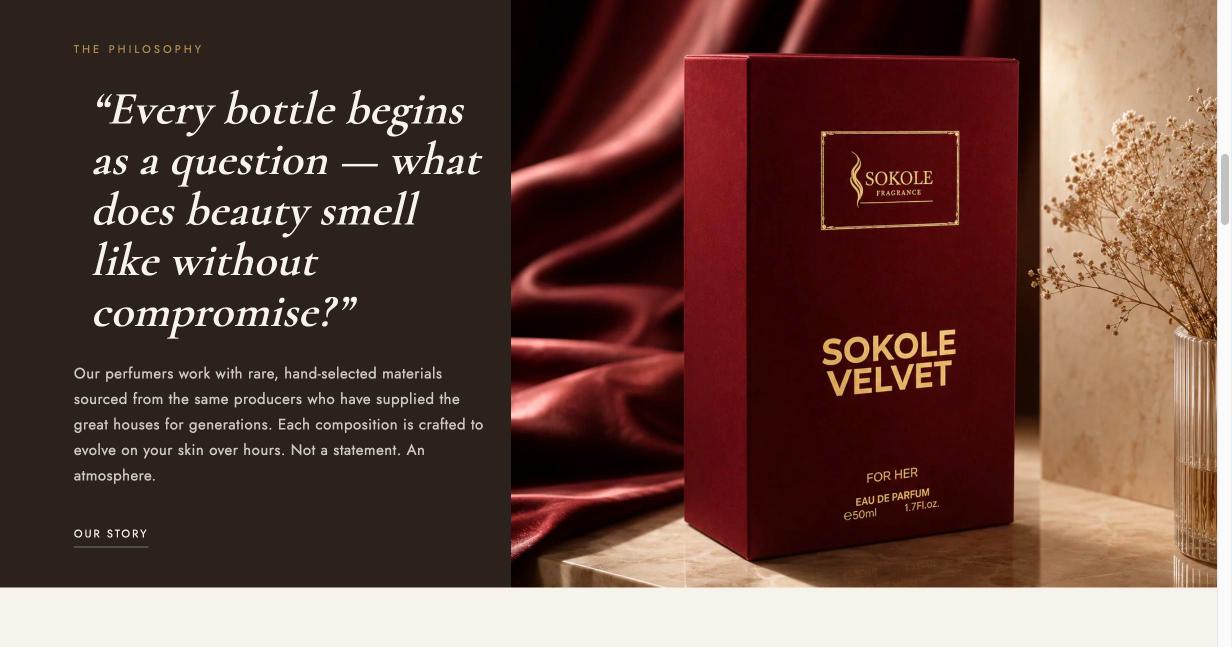 THE PHILOSOPHY
“Every bottle begins
as a question — what
does beauty smell
like without
compromise?”
Our perfumers work with rare, hand-selected materials
sourced from the same producers who have supplied the
great houses for generations. Each composition is crafted to
evolve on your skin over hours. Not a statement. An
atmosphere.
OUR STORY
SOKOLE
FRAGRANCE
SOKOLE
VELVET
FOR HER
EAU DE PARFUM
℮50ml 1.7Fl.oz.